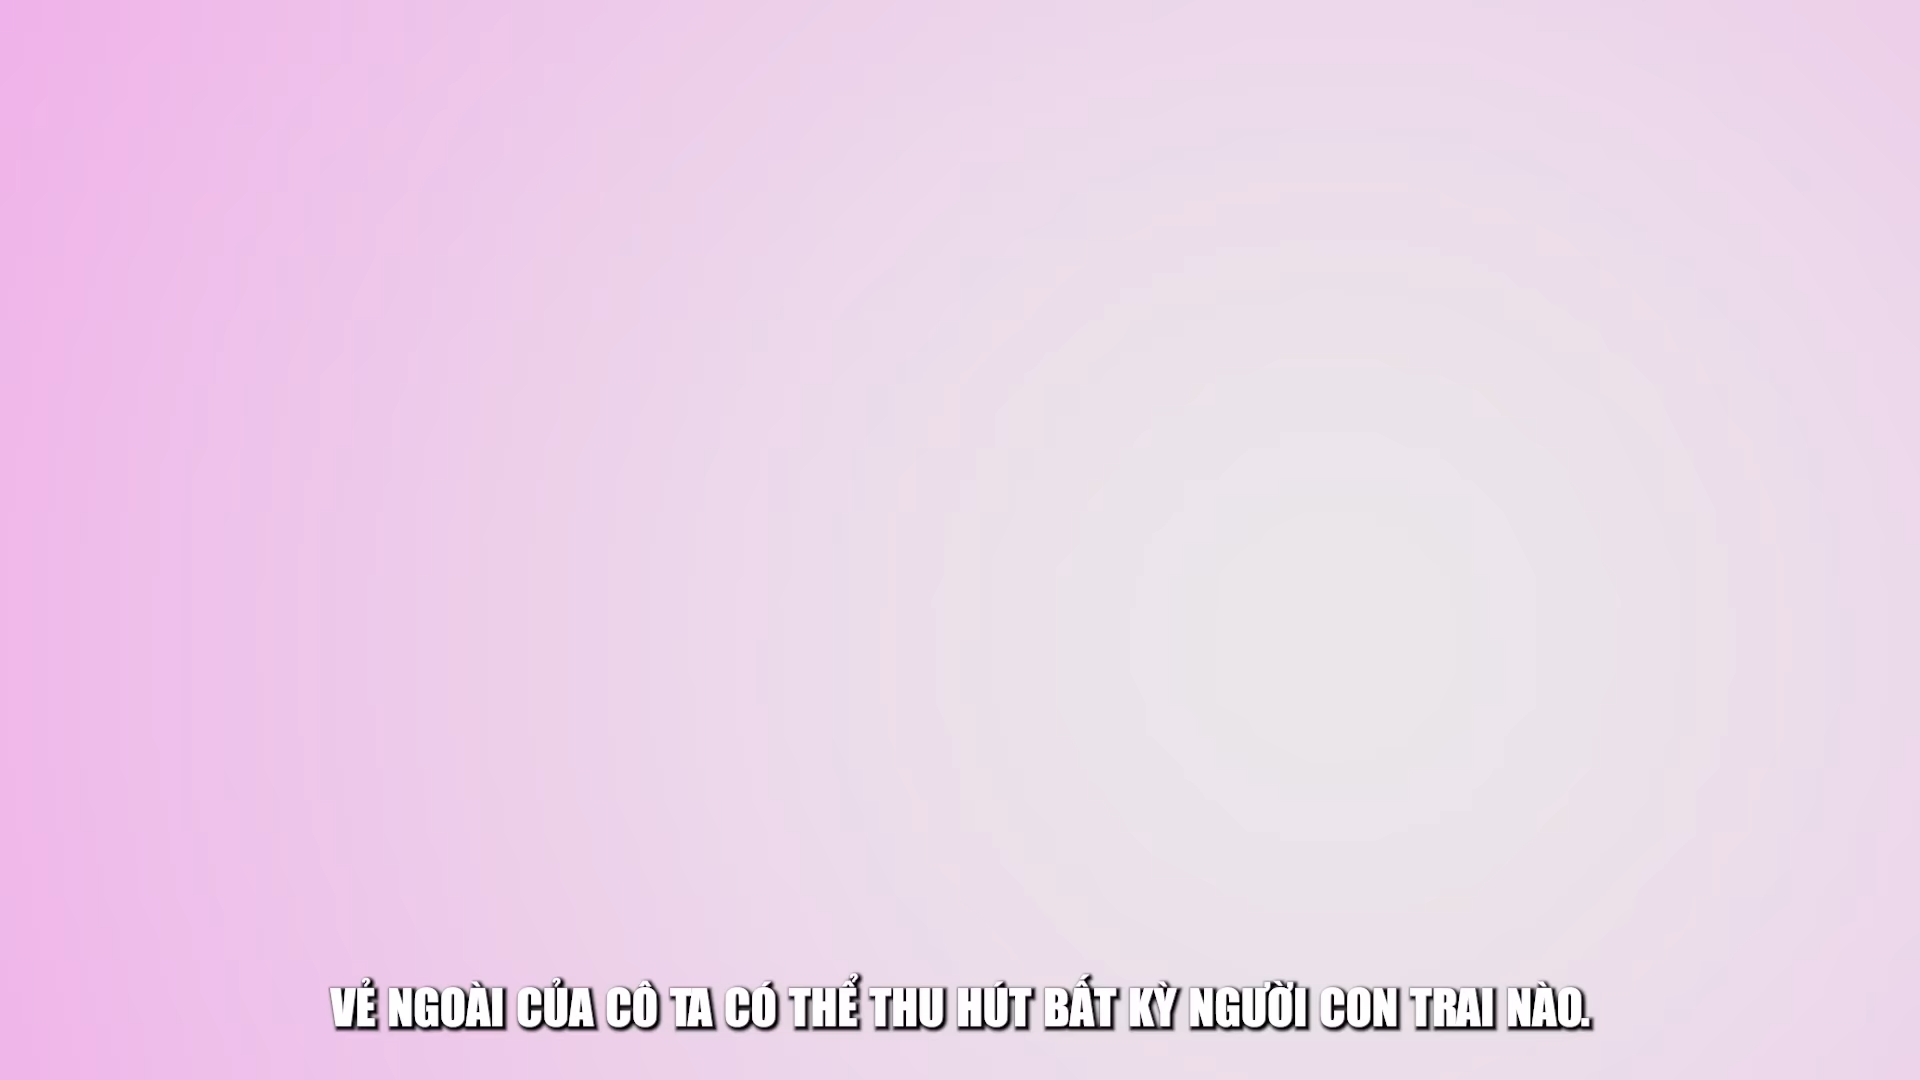 VẺ NGOÀI CỦA CÔ TA CÓ THỂ THU HÚT BẤT KỲ NGƯỜI CON TRAI NÀO.